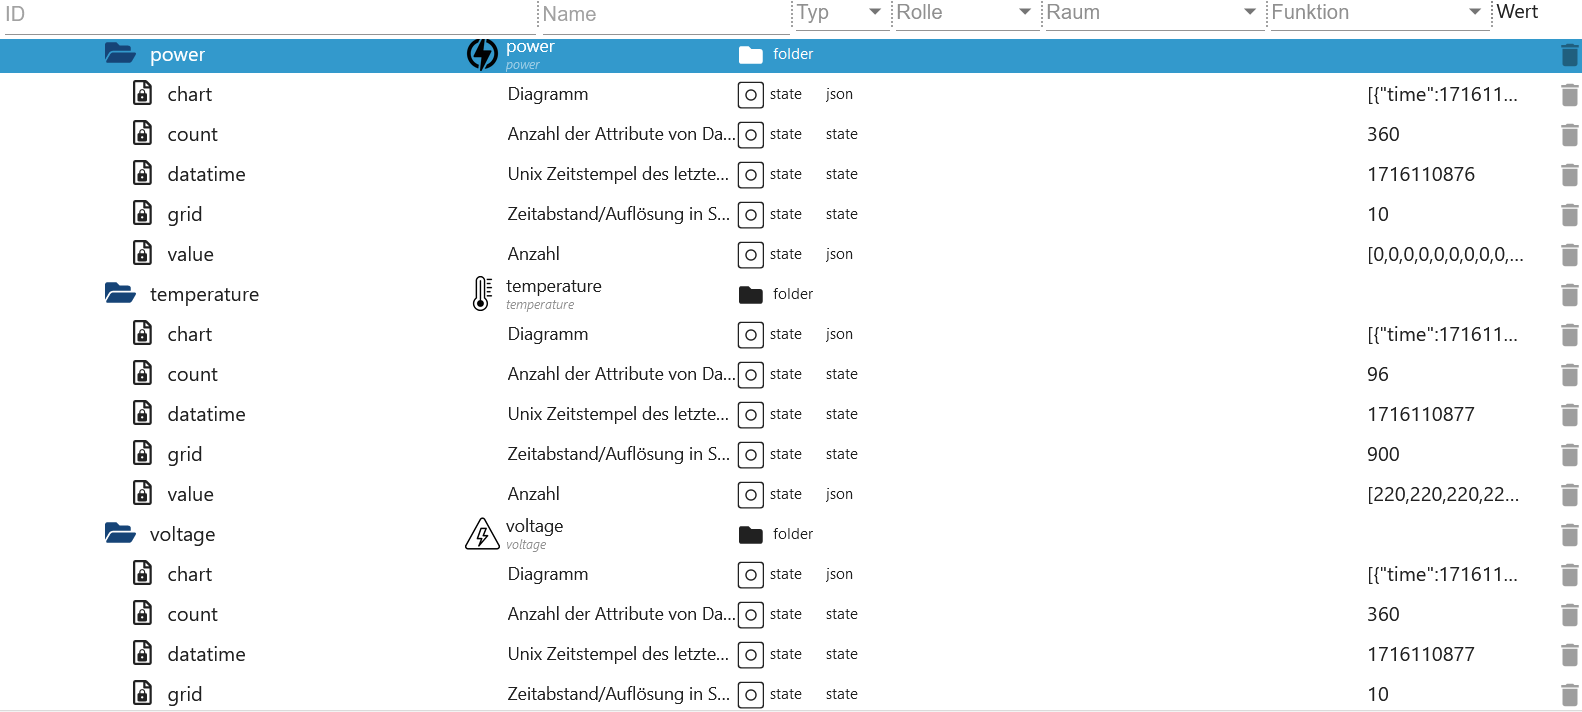 ID Name Typ Rolle Raum Funktion Wert
power power folder
power
chart Diagramm state json [{"time":171611...
count Anzahl der Attribute von Da... state state 360
datatime Unix Zeitstempel des letzte... state state 1716110876
grid Zeitabstand/Auflösung in S... state state 10
value Anzahl state json [0,0,0,0,0,0,0,0,0,...
temperature temperature folder
temperature
chart Diagramm state json [{"time":171611...
count Anzahl der Attribute von Da... state state 96
datatime Unix Zeitstempel des letzte... state state 1716110877
grid Zeitabstand/Auflösung in S... state state 900
value Anzahl state json [220,220,220,22...
voltage voltage folder
voltage
chart Diagramm state json [{"time":171611...
count Anzahl der Attribute von Da... state state 360
datatime Unix Zeitstempel des letzte... state state 1716110877
grid Zeitabstand/Auflösung in S... state state 10